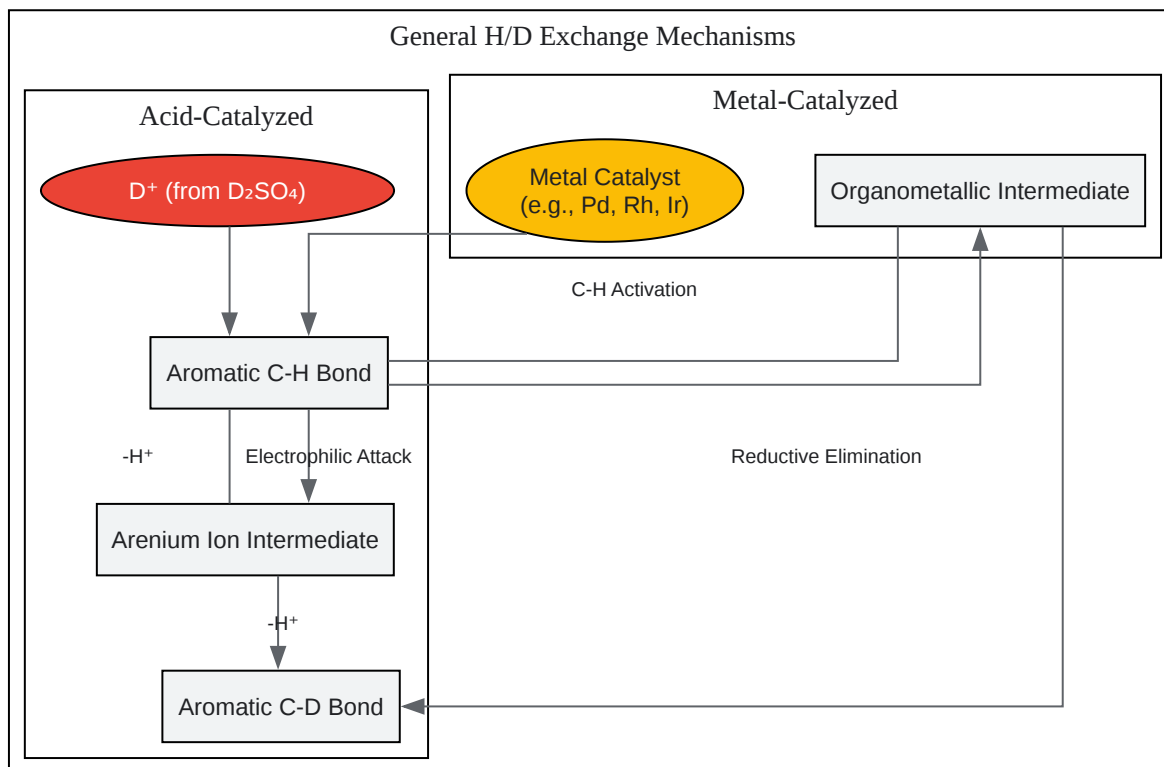 General H/D Exchange Mechanisms
Acid-Catalyzed
Metal-Catalyzed
D⁺ (from D₂SO₄)
Metal Catalyst
(e.g., Pd, Rh, Ir)
Organometallic Intermediate
C-H Activation
Aromatic C-H Bond
-H⁺
Electrophilic Attack
Reductive Elimination
Arenium Ion Intermediate
-H⁺
Aromatic C-D Bond